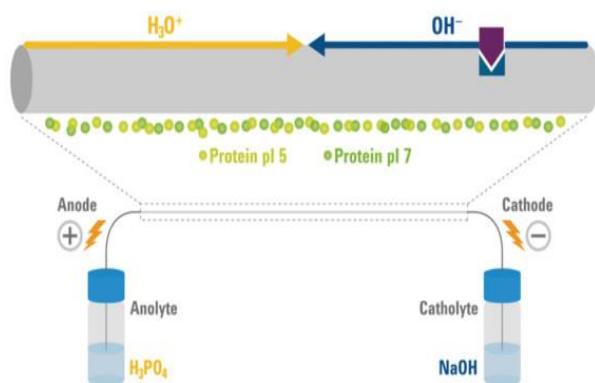 H₃O⁺ OH⁻
Protein pI 5 Protein pI 7
Anode Cathode
+ −
Anolyte Catholyte
H₃PO₄ NaOH